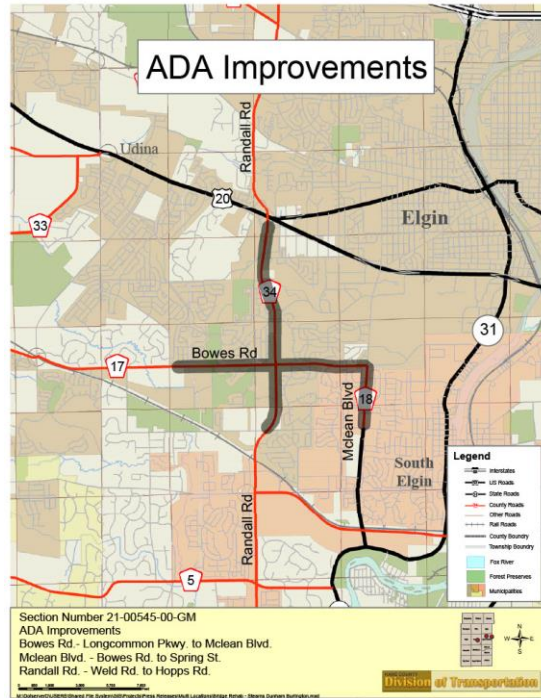 ADA Improvements
Randall Rd
Udina
20
Elgin
33
34
31
Bowes Rd
17
18
Mclean Blvd
South
Elgin
Randall Rd
5
Legend
Interstates
US Roads
State Roads
County Roads
Other Roads
Rail Roads
County Boundry
Township Boundry
Fox River
Forest Preserves
Municipalities
Section Number 21-00545-00-GM
ADA Improvements
Bowes Rd.- Longcommon Pkwy. to Mclean Blvd.
Mclean Blvd. - Bowes Rd. to Spring St.
Randall Rd. - Weld Rd. to Hopps Rd.
N
W
E
S
Division of Transportation